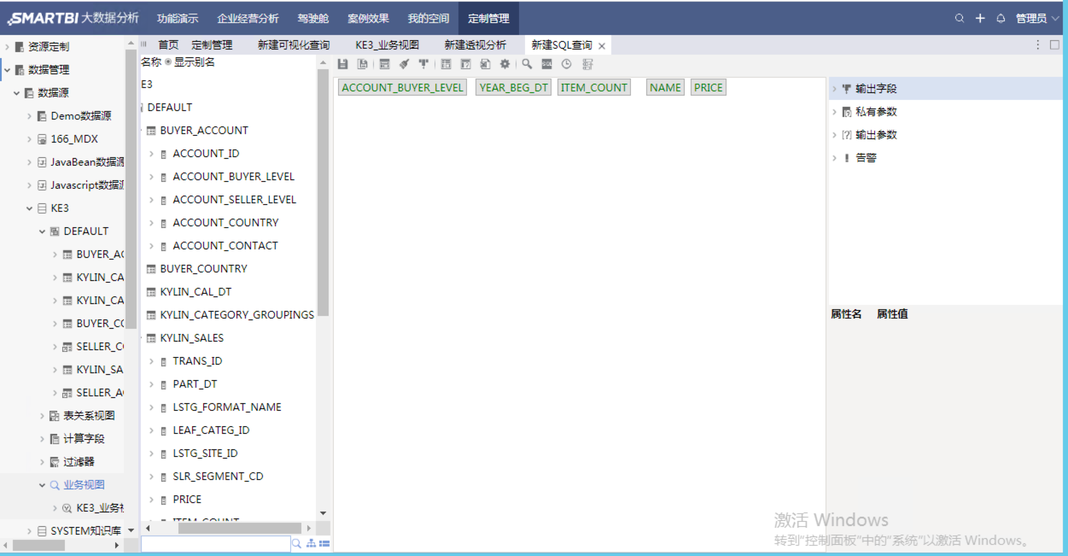 SMARTBI 大数据分析 功能演示 企业经营分析 驾驶舱 案例效果 我的空间 定制管理 管理员
首页 定制管理 新建可视化查询 KE3_业务视图 新建透视分析 新建SQL查询
资源定制
数据管理
数据源
Demo数据源
166_MDX
JavaBean数据源
Javascript数据源
KE3
DEFAULT
BUYER_AC
KYLIN_CA
KYLIN_CA
BUYER_CO
SELLER_CO
KYLIN_SA
SELLER_AC
表关系视图
计算字段
过滤器
业务视图
KE3_业务视
SYSTEM知识库
名称 显示别名
E3
DEFAULT
BUYER_ACCOUNT
ACCOUNT_ID
ACCOUNT_BUYER_LEVEL
ACCOUNT_SELLER_LEVEL
ACCOUNT_COUNTRY
ACCOUNT_CONTACT
BUYER_COUNTRY
KYLIN_CAL_DT
KYLIN_CATEGORY_GROUPINGS
KYLIN_SALES
TRANS_ID
PART_DT
LSTG_FORMAT_NAME
LEAF_CATEG_ID
LSTG_SITE_ID
SLR_SEGMENT_CD
PRICE
ITEM_COUNT
ACCOUNT_BUYER_LEVEL YEAR_BEG_DT ITEM_COUNT NAME PRICE
输出字段
私有参数
输出参数
告警
属性名 属性值
激活 Windows
转到"控制面板"中的"系统"以激活 Windows。